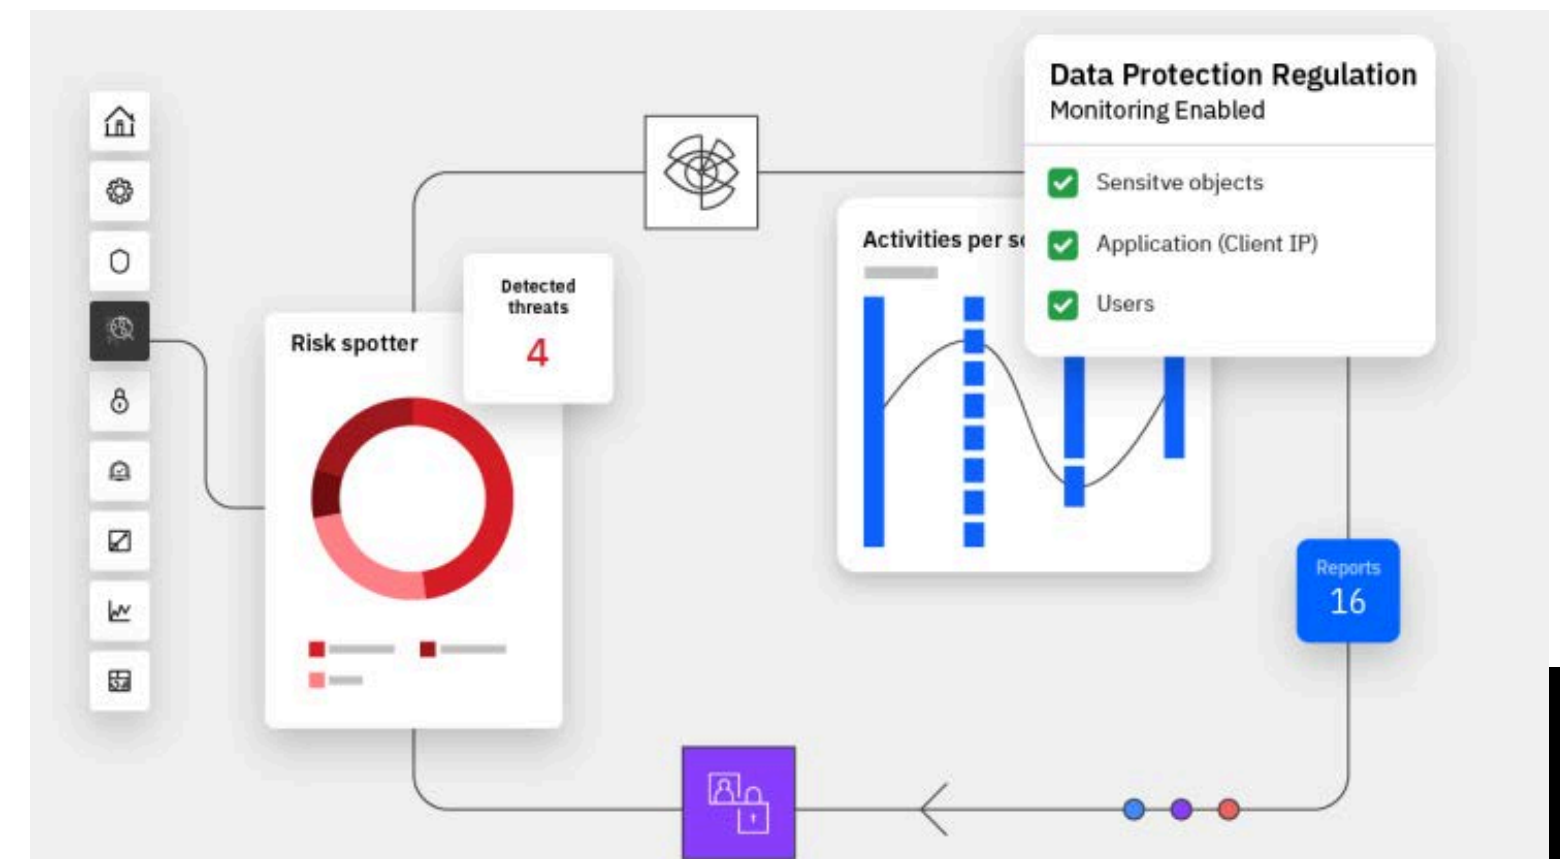 Data Protection Regulation
Monitoring Enabled
Sensitve objects
Application (Client IP)
Users
Activities per
Detected
threats
4
Risk spotter
Reports
16